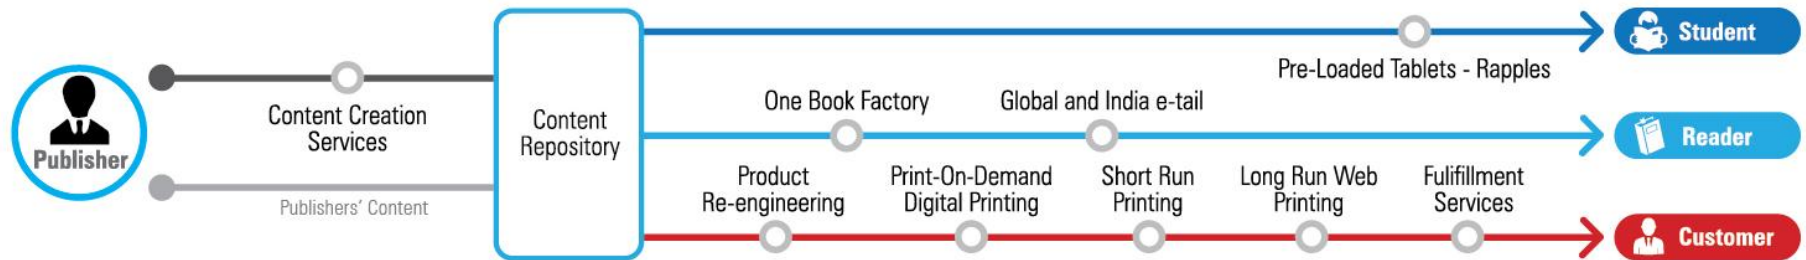 Publisher
Content Creation
Services
Publishers' Content
Content
Repository
Pre-Loaded Tablets - Rapples
Student
One Book Factory
Global and India e-tail
Reader
Product
Re-engineering
Print-On-Demand
Digital Printing
Short Run
Printing
Long Run Web
Printing
Fulifillment
Services
Customer